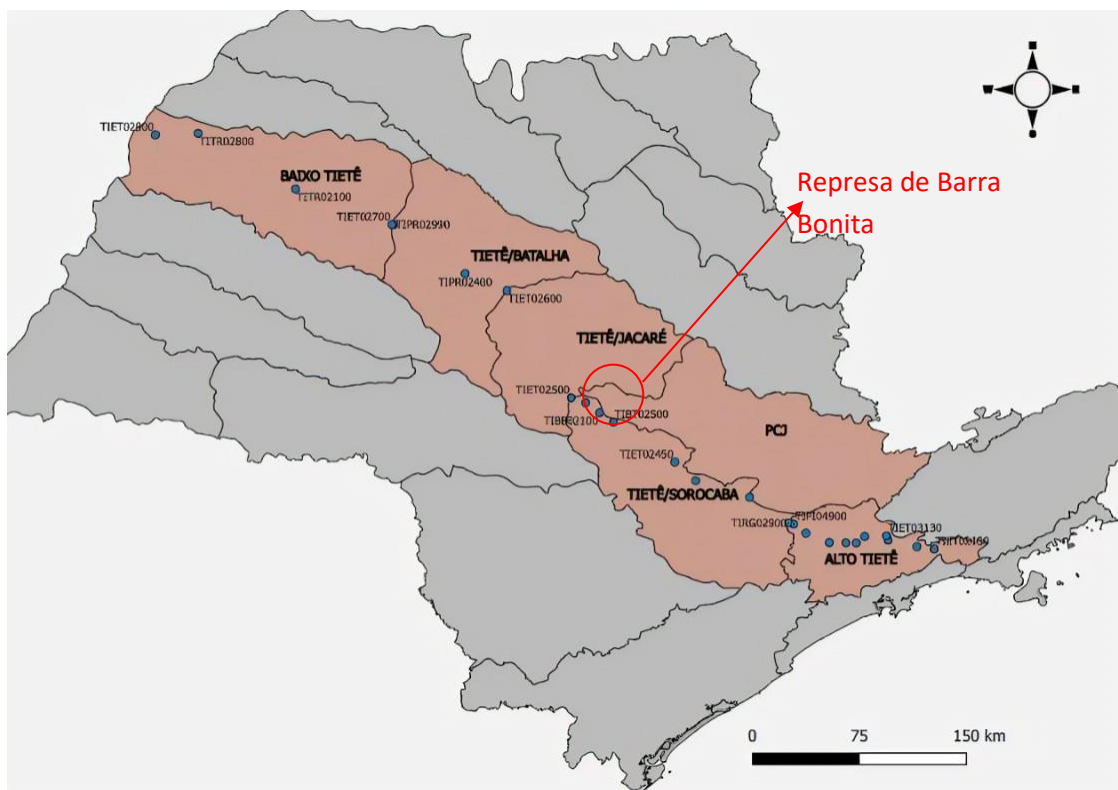 TIET02800
TITR02800
BAIXO TIETÊ
TITR02100
TIET02700
TIPR02990
TIETÊ/BATALHA
TIPR02400
TIET02600
Represa de Barra
Bonita
TIETÊ/JACARÉ
TIET02500
TIBT02500
PCJ
TIET02450
TIETÊ/SOROCABA
TIRG02900
TIPI04900
TIET03130
ALTO TIETÊ
0 75 150 km